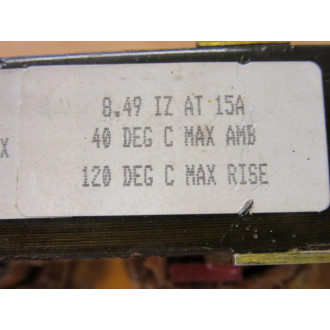 8.49 IZ AT 15A
40 DEG C MAX AMB
X
120 DEG C MAX RISE